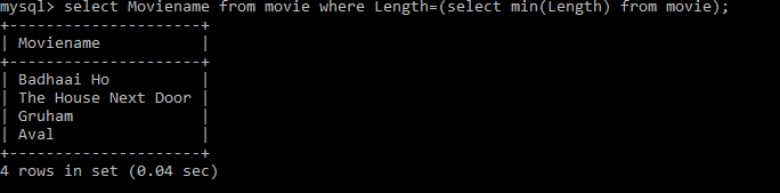 mysql> select Moviename from movie where Length=(select min(Length) from movie);
+---------------------+
| Moviename           |
+---------------------+
| Badhaai Ho          |
| The House Next Door |
| Gruham              |
| Aval                |
+---------------------+
4 rows in set (0.04 sec)